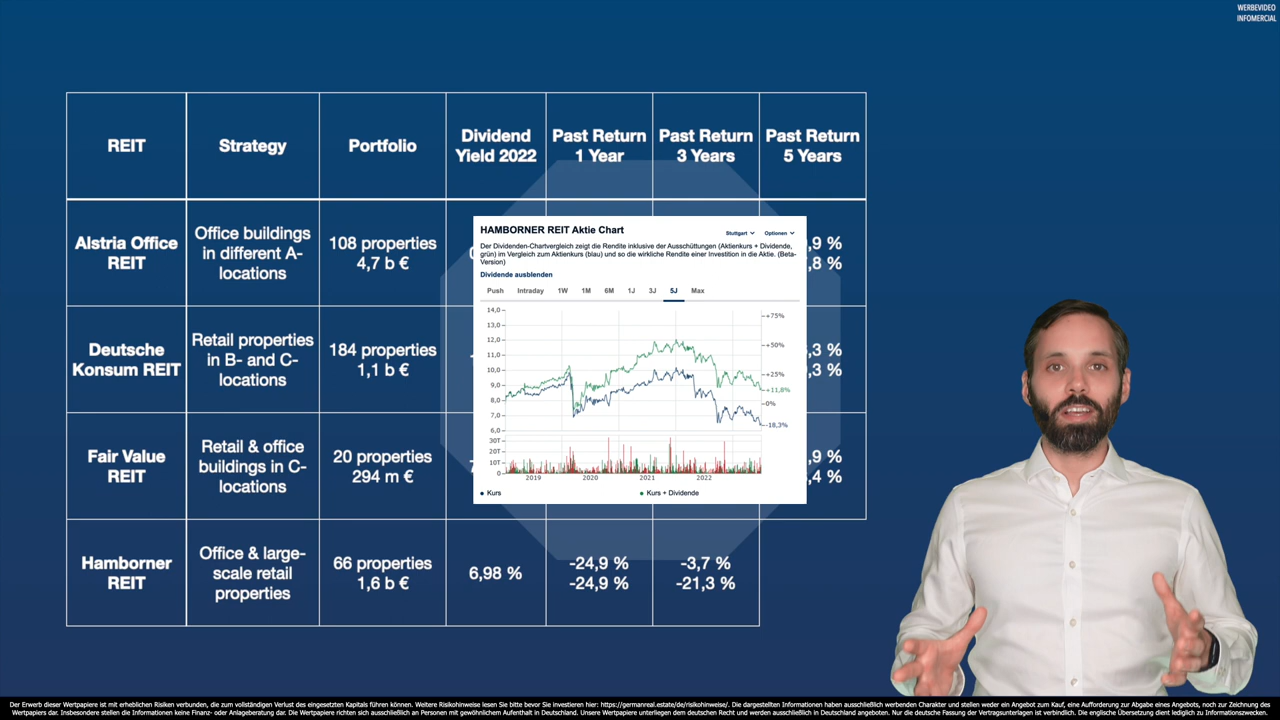 WERBEVIDEO
INFOMERCIAL
REIT
Strategy
Portfolio
Dividend
Yield 2022
Past Return
1 Year
Past Return
3 Years
Past Return
5 Years
Alstria Office
REIT
Office buildings
in different A-
locations
108 properties
4,7 b €
,9 %
,8 %
Deutsche
Konsum REIT
Retail properties
in B- and C-
locations
184 properties
1,1 b €
,3 %
,3 %
Fair Value
REIT
Retail & office
buildings in C-
locations
20 properties
294 m €
,9 %
,4 %
Hamborner
REIT
Office & large-
scale retail
properties
66 properties
1,6 b €
6,98 %
-24,9 %
-24,9 %
-3,7 %
-21,3 %
HAMBORNER REIT Aktie Chart
Stuttgart Optionen
Der Dividenden-Chartvergleich zeigt die Rendite inklusive der Ausschüttungen (Aktienkurs + Dividende,
grün) im Vergleich zum Aktienkurs (blau) und so die wirkliche Rendite einer Investition in die Aktie. (Beta-
Version)
Dividende ausblenden
Push Intraday 1W 1M 6M 1J 3J 5J Max
14,0
13,0
12,0
11,0
10,0
9,0
8,0
7,0
6,0
+75%
+50%
+25%
+11,8%
0%
-18,3%
30T
20T
10T
0
2019 2020 2021 2022
Kurs Kurs + Dividende
Der Erwerb dieser Wertpapiere ist mit erheblichen Risiken verbunden, die zum vollständigen Verlust des eingesetzten Kapitals führen können. Weitere Risikohinweise lesen Sie bitte bevor Sie investieren hier: https://germanreal.estate/de/risikohinweise/. Die dargestellten Informationen haben ausschließlich werbenden Charakter und stellen weder ein Angebot zum Kauf, eine Aufforderung zur Abgabe eines Angebots, noch zur Zeichnung des
Wertpapiers dar. Insbesondere stellen die Informationen keine Finanz- oder Anlageberatung dar. Die Wertpapiere richten sich ausschließlich an Personen mit gewöhnlichem Aufenthalt in Deutschland. Unsere Wertpapiere unterliegen dem deutschen Recht und werden ausschließlich in Deutschland angeboten. Nur die deutsche Fassung der Vertragsunterlagen ist verbindlich. Die englische Übersetzung dient lediglich zu Informationszwecken.